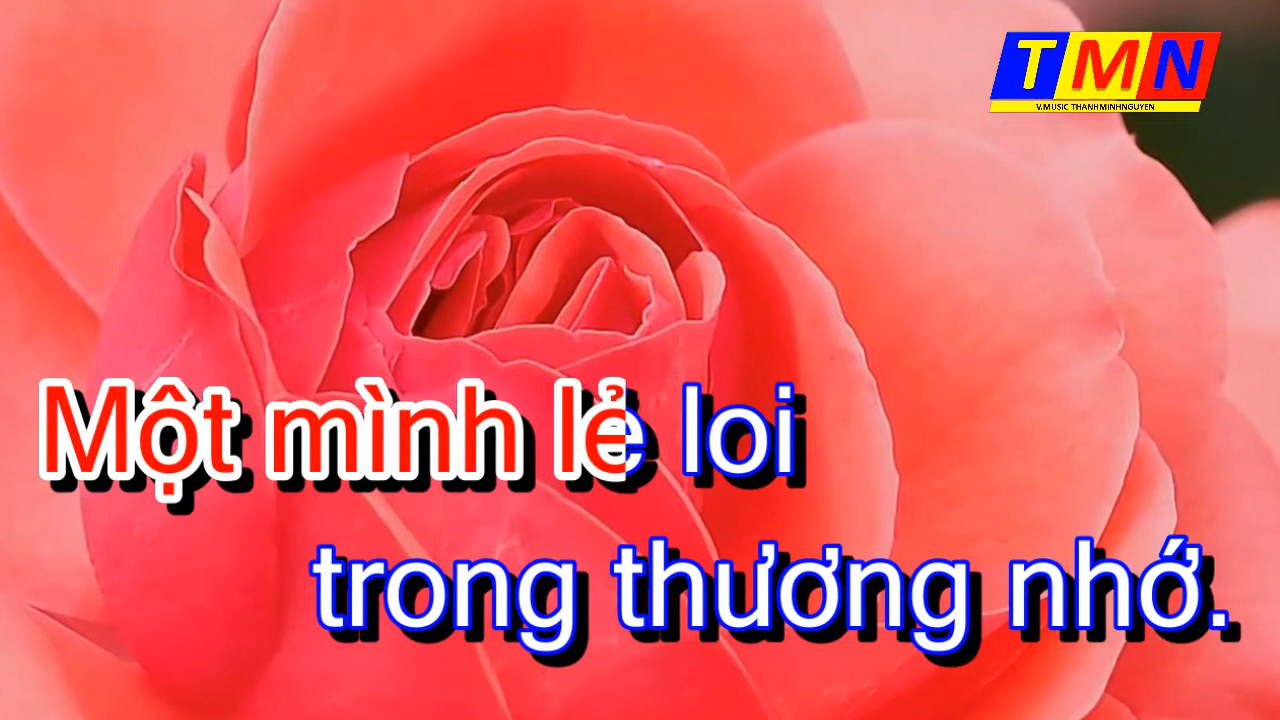 TMN
V.MUSIC THANHMINHNGUYEN
Một mình lẻ loi
trong thương nhớ.